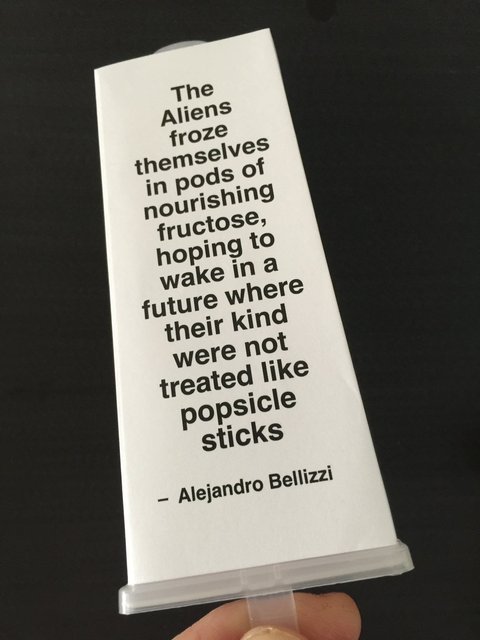 The
Aliens
froze
themselves
in pods of
nourishing
fructose,
hoping to
wake in a
future where
their kind
were not
treated like
popsicle
sticks
– Alejandro Bellizzi